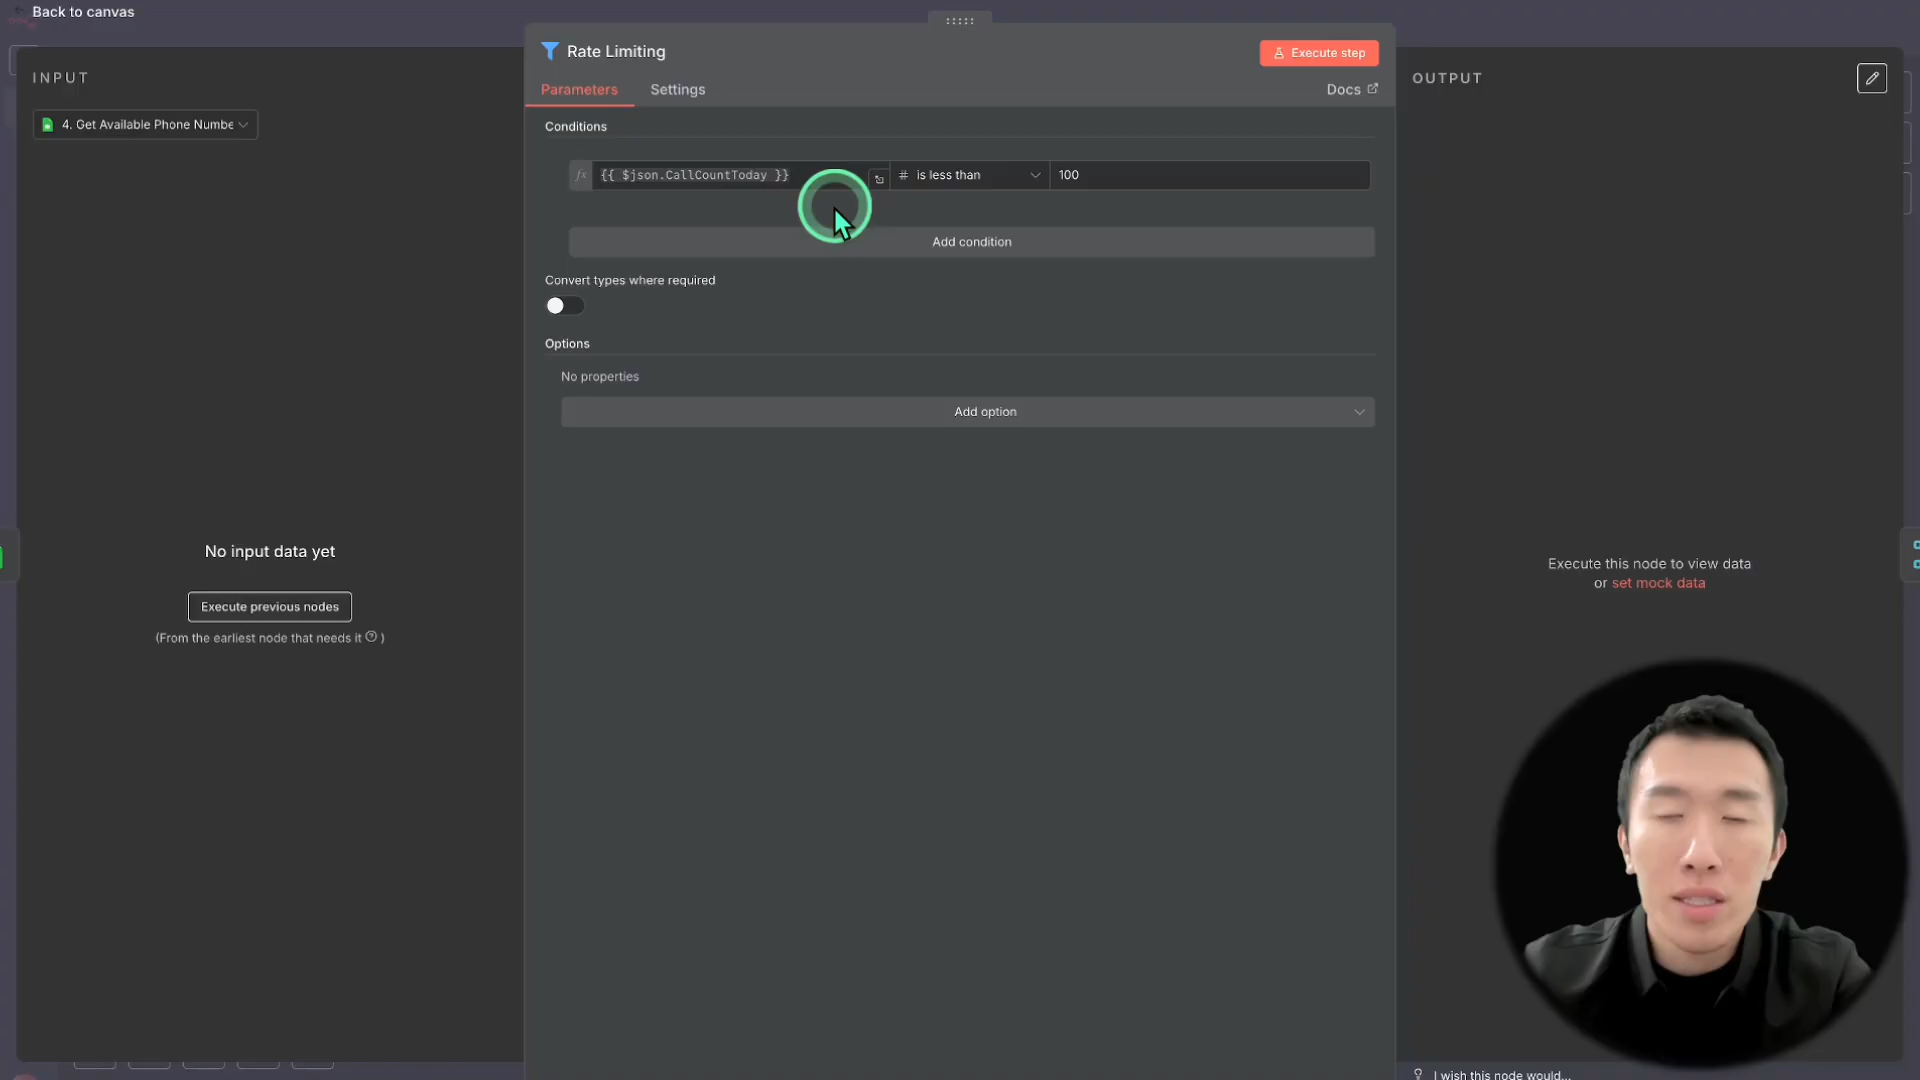 Back to canvas
INPUT
4. Get Available Phone Numbe
No input data yet
Execute previous nodes
(From the earliest node that needs it ? )
Rate Limiting
Execute step
Parameters
Settings
Docs
Conditions
fx
{{ $json.CallCountToday }}
# is less than
100
Add condition
Convert types where required
Options
No properties
Add option
OUTPUT
Execute this node to view data
or set mock data
I wish this node would...